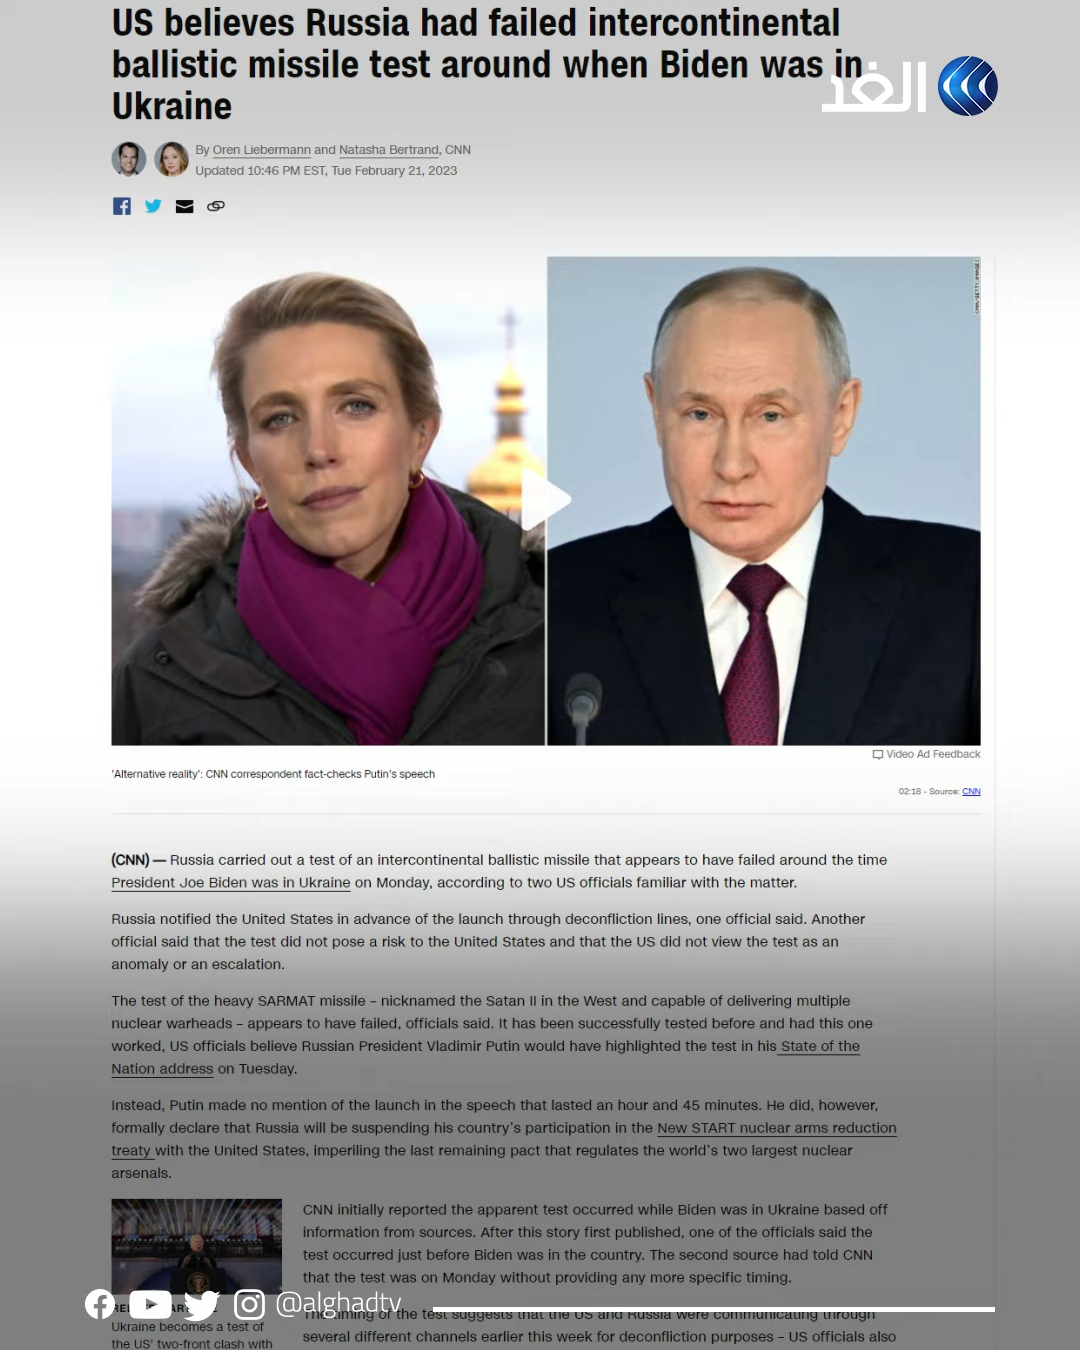 US believes Russia had failed intercontinental
ballistic missile test around when Biden was in
Ukraine
الغد
By Oren Liebermann and Natasha Bertrand, CNN
Updated 10:46 PM EST, Tue February 21, 2023
CNN/GETTY IMAGES
Video Ad Feedback
'Alternative reality': CNN correspondent fact-checks Putin's speech
02:18 - Source: CNN
(CNN) — Russia carried out a test of an intercontinental ballistic missile that appears to have failed around the time
President Joe Biden was in Ukraine on Monday, according to two US officials familiar with the matter.
Russia notified the United States in advance of the launch through deconfliction lines, one official said. Another
official said that the test did not pose a risk to the United States and that the US did not view the test as an
anomaly or an escalation.
The test of the heavy SARMAT missile – nicknamed the Satan II in the West and capable of delivering multiple
nuclear warheads – appears to have failed, officials said. It has been successfully tested before and had this one
worked, US officials believe Russian President Vladimir Putin would have highlighted the test in his State of the
Nation address on Tuesday.
Instead, Putin made no mention of the launch in the speech that lasted an hour and 45 minutes. He did, however,
formally declare that Russia will be suspending his country's participation in the New START nuclear arms reduction
treaty with the United States, imperiling the last remaining pact that regulates the world's two largest nuclear
arsenals.
CNN initially reported the apparent test occurred while Biden was in Ukraine based off
information from sources. After this story first published, one of the officials said the
test occurred just before Biden was in the country. The second source had told CNN
that the test was on Monday without providing any more specific timing.
@alghadtv
The timing of the test suggests that the US and Russia were communicating through
several different channels earlier this week for deconfliction purposes – US officials also
Ukraine becomes a test of
the US' two-front clash with